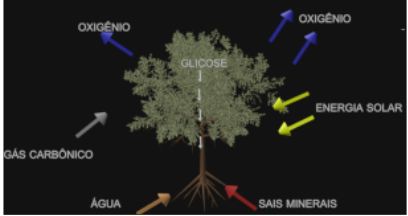 OXIGÊNIO
OXIGÊNIO
GLICOSE
ENERGIA SOLAR
GÁS CARBÔNICO
ÁGUA
SAIS MINERAIS